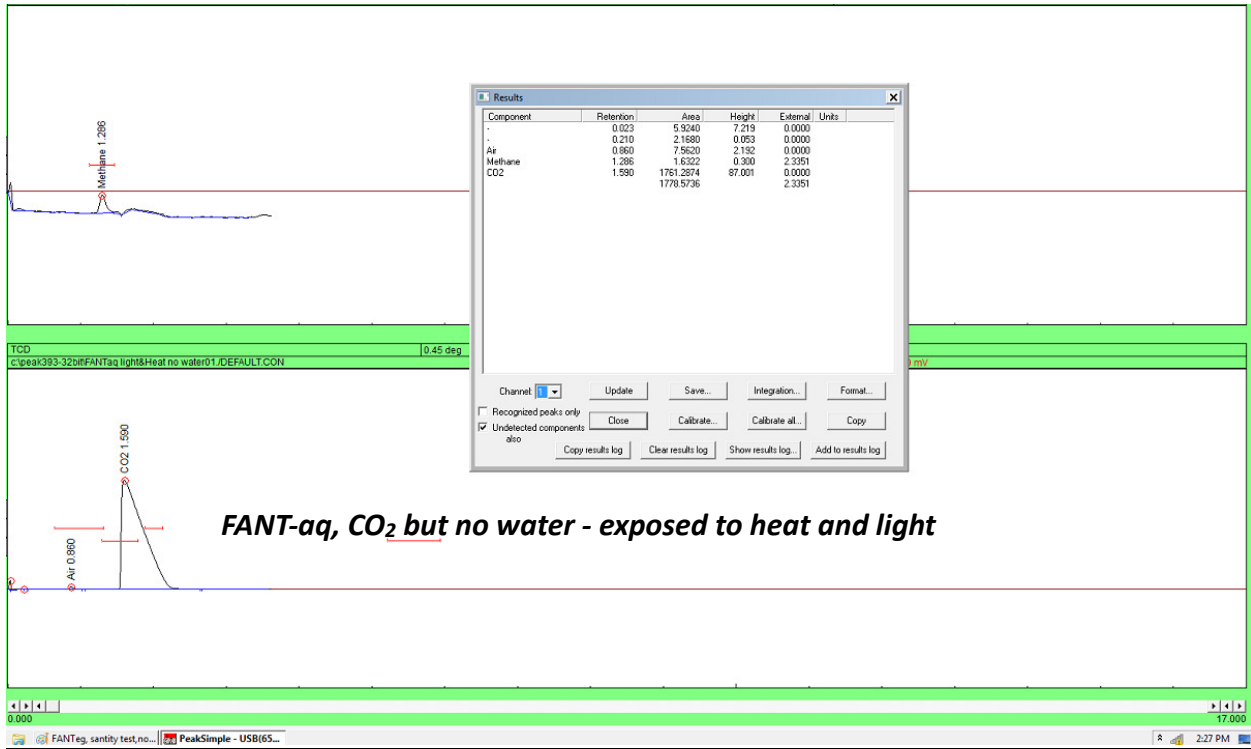 Methane 1.286
Results
Component Retention Area Height External Units
- 0.023 5.9240 7.219 0.0000
- 0.210 2.1680 0.053 0.0000
Air 0.860 7.5620 2.192 0.0000
Methane 1.286 1.6322 0.300 2.3351
CO2 1.590 1761.2874 87.001 0.0000
1778.5736 2.3351
Channel: 1 Update Save... Integration... Format...
Recognized peaks only
Undetected components also
Close Calibrate... Calibrate all... Copy
Copy results log Clear results log Show results log... Add to results log
TCD 0.45 deg
c:\peak393-32bit\FANTaq light&Heat no water01./DEFAULT.CON mV
CO2 1.590
Air 0.860
FANT-aq, CO₂ but no water - exposed to heat and light
0.000 17.000
FANTeg, santity test,no... PeakSimple - USB(65... 2:27 PM